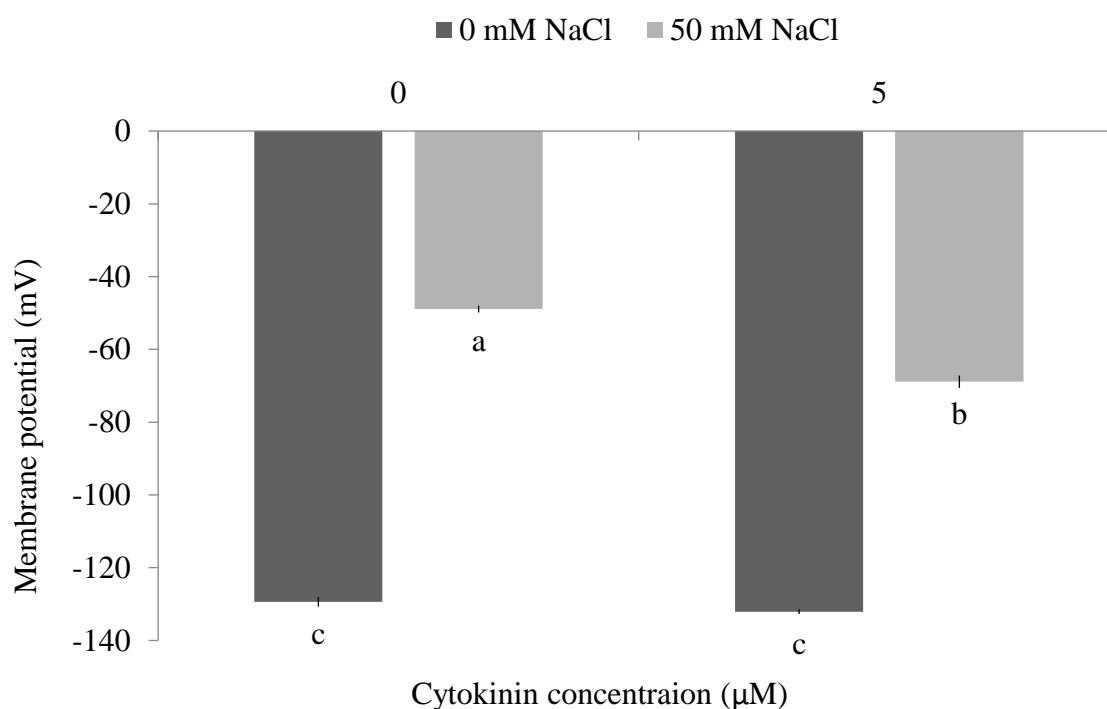 0 mM NaCl 50 mM NaCl
0 5
0
-20
-40
-60
-80
-100
-120
-140
Membrane potential (mV)
a
b
c c
Cytokinin concentraion (µM)